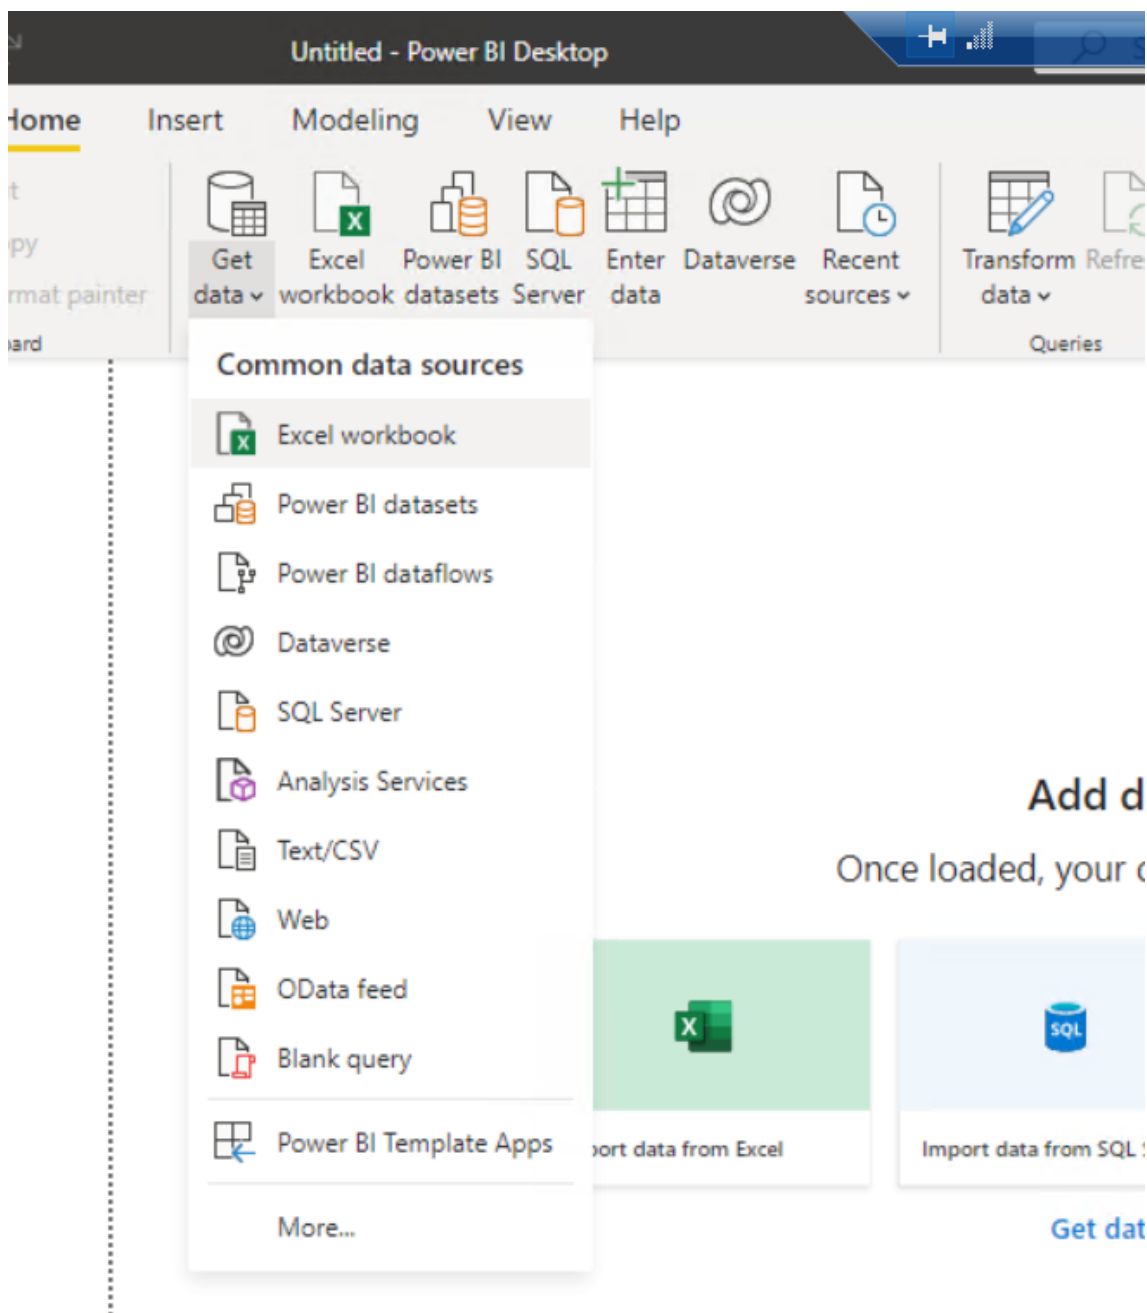 Untitled - Power BI Desktop
Home Insert Modeling View Help
Get data
Excel workbook
Power BI datasets
SQL Server
Enter data
Dataverse
Recent sources
Transform data
painter
Queries
Common data sources
Excel workbook
Power BI datasets
Power BI dataflows
Dataverse
SQL Server
Analysis Services
Text/CSV
Web
OData feed
Blank query
Power BI Template Apps
More...
Add
Once loaded, your
X
SQL
data from Excel
Import data from SQL
Get